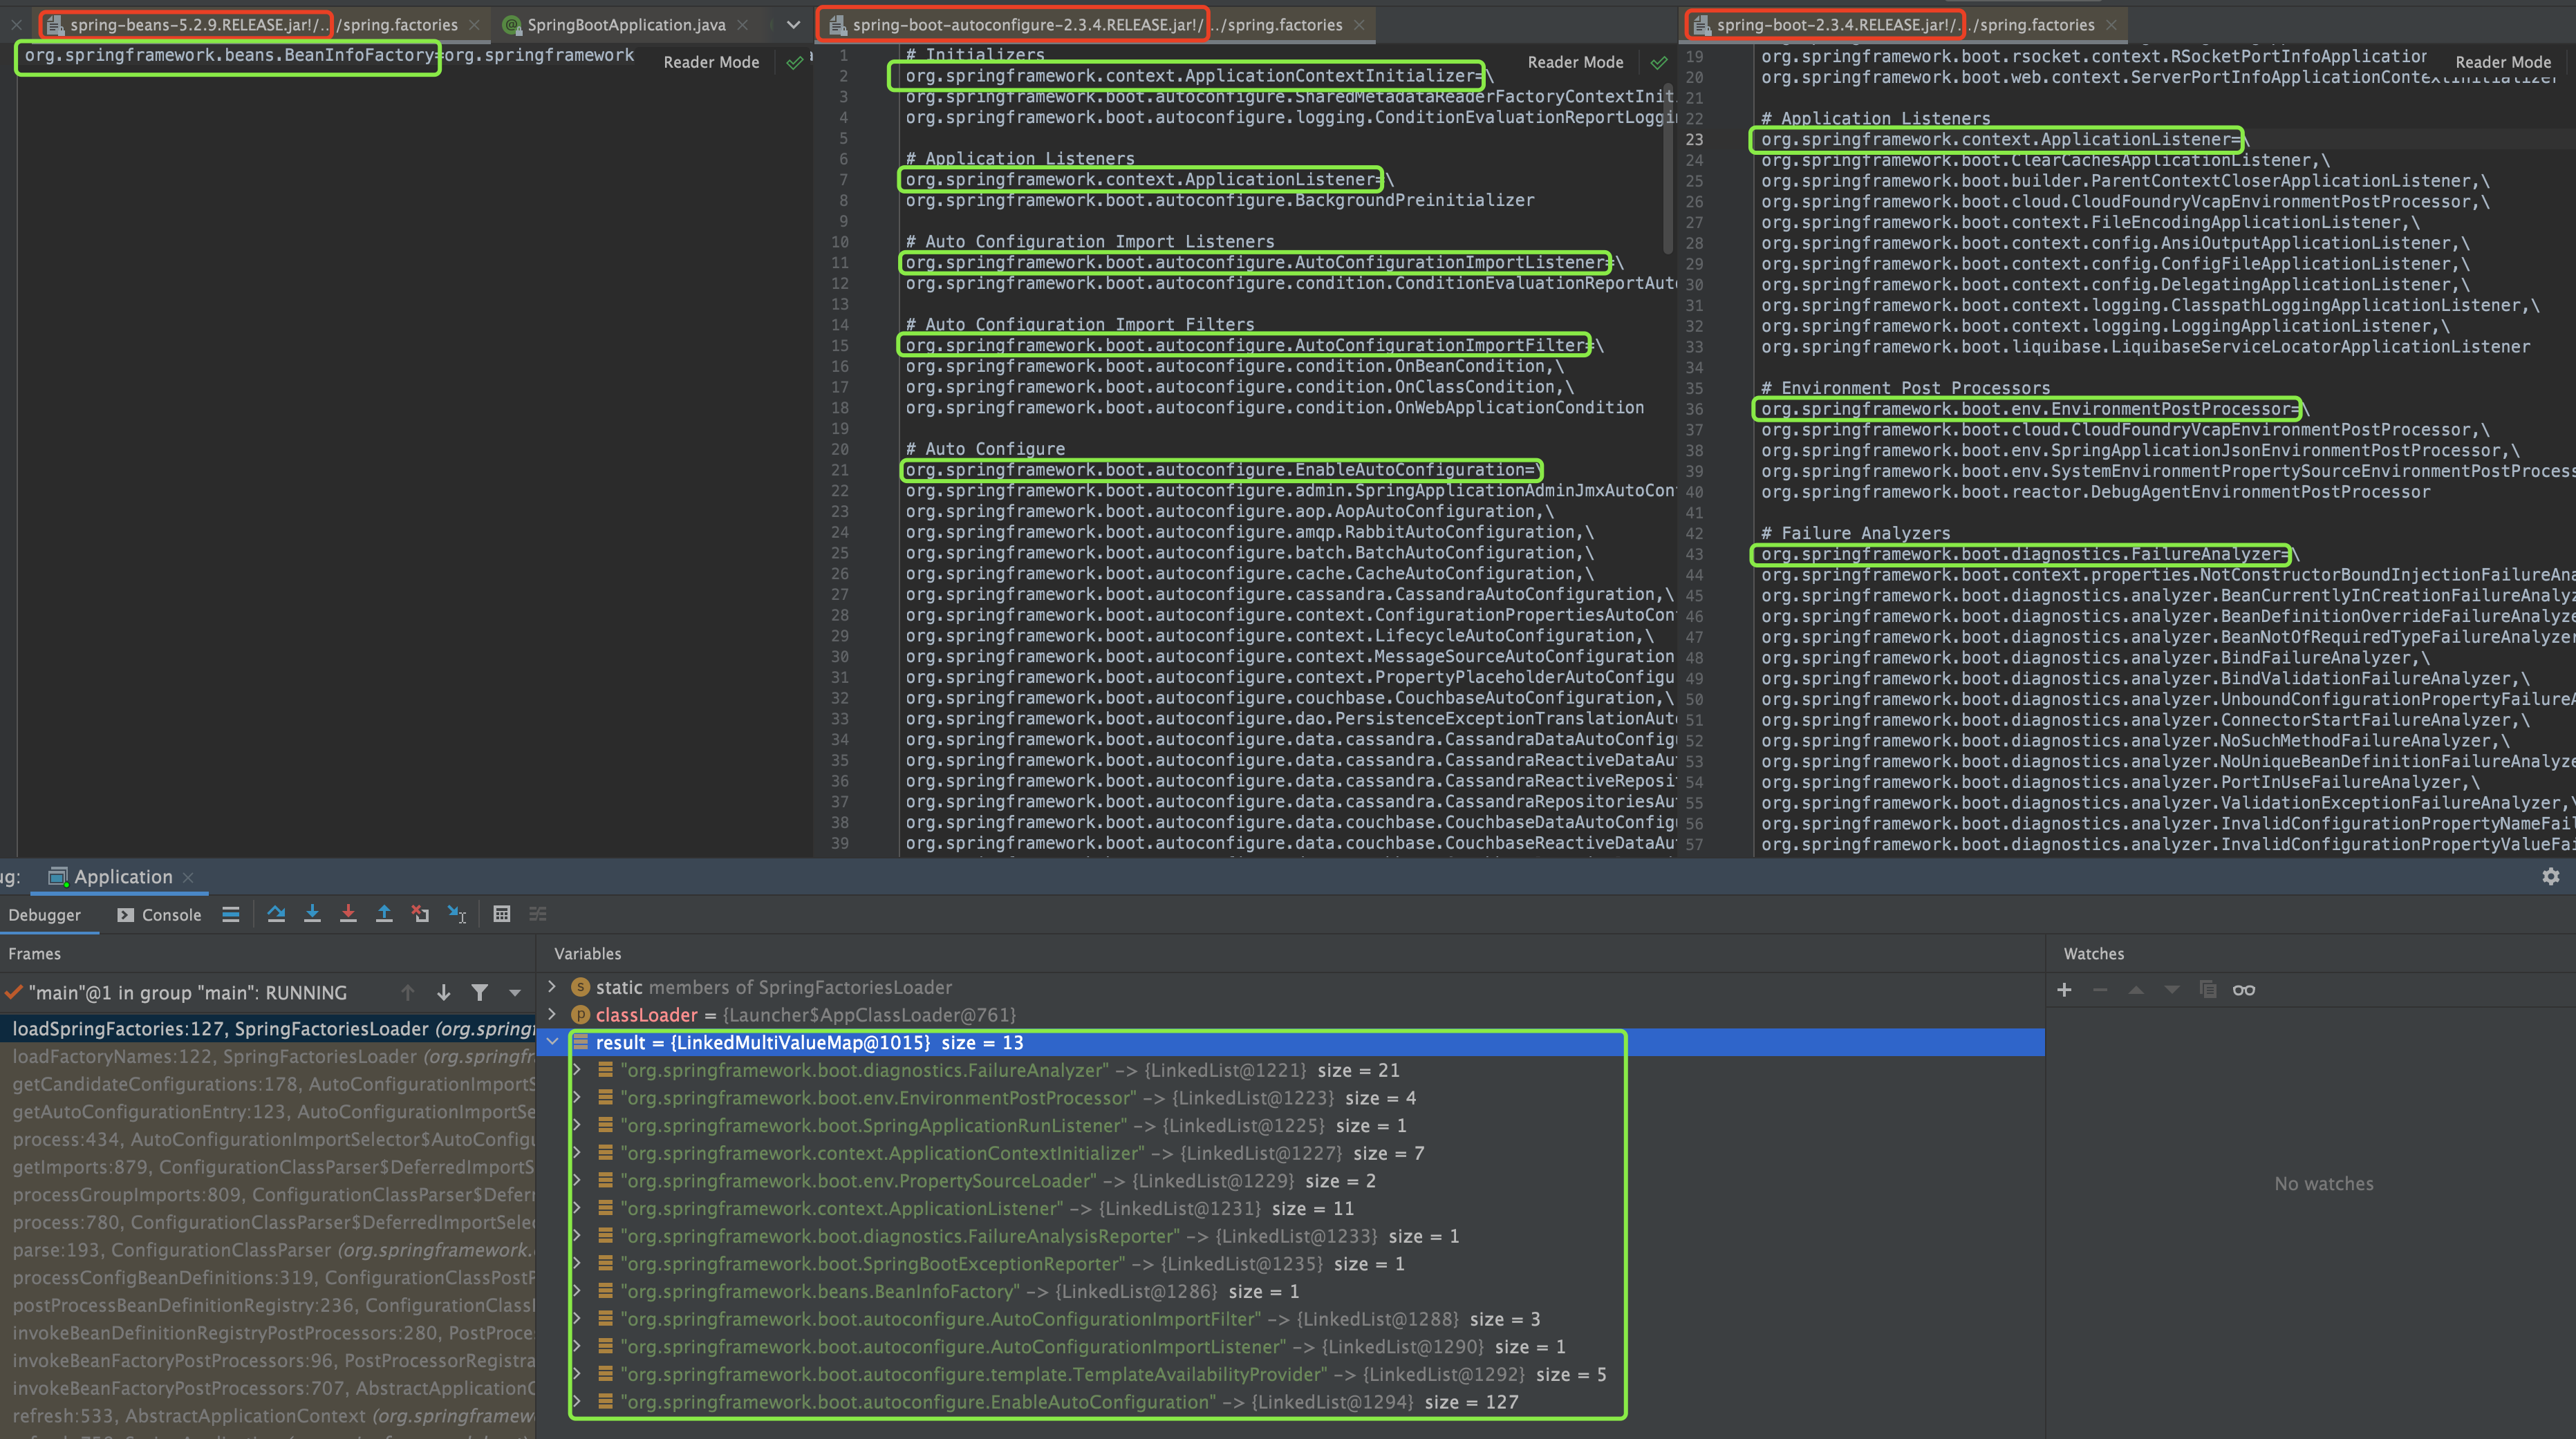 spring-beans-5.2.9.RELEASE.jar!/../spring.factories
SpringBootApplication.java
org.springframework.beans.BeanInfoFactory=org.springframework
Reader Mode
spring-boot-autoconfigure-2.3.4.RELEASE.jar!/../spring.factories
Reader Mode
1 # Initializers
2 org.springframework.context.ApplicationContextInitializer=\
3 org.springframework.boot.autoconfigure.SharedMetadataReaderFactoryContextInit
4 org.springframework.boot.autoconfigure.logging.ConditionEvaluationReportLoggi
5
6 # Application Listeners
7 org.springframework.context.ApplicationListener=\
8 org.springframework.boot.autoconfigure.BackgroundPreinitializer
9
10 # Auto Configuration Import Listeners
11 org.springframework.boot.autoconfigure.AutoConfigurationImportListener=\
12 org.springframework.boot.autoconfigure.condition.ConditionEvaluationReportAuto
13
14 # Auto Configuration Import Filters
15 org.springframework.boot.autoconfigure.AutoConfigurationImportFilter=\
16 org.springframework.boot.autoconfigure.condition.OnBeanCondition,\
17 org.springframework.boot.autoconfigure.condition.OnClassCondition,\
18 org.springframework.boot.autoconfigure.condition.OnWebApplicationCondition
19
20 # Auto Configure
21 org.springframework.boot.autoconfigure.EnableAutoConfiguration=\
22 org.springframework.boot.autoconfigure.admin.SpringApplicationAdminJmxAutoCon
23 org.springframework.boot.autoconfigure.aop.AopAutoConfiguration,\
24 org.springframework.boot.autoconfigure.amqp.RabbitAutoConfiguration,\
25 org.springframework.boot.autoconfigure.batch.BatchAutoConfiguration,\
26 org.springframework.boot.autoconfigure.cache.CacheAutoConfiguration,\
27 org.springframework.boot.autoconfigure.cassandra.CassandraAutoConfiguration,\
28 org.springframework.boot.autoconfigure.context.ConfigurationPropertiesAutoCon
29 org.springframework.boot.autoconfigure.context.LifecycleAutoConfiguration,\
30 org.springframework.boot.autoconfigure.context.MessageSourceAutoConfiguration
31 org.springframework.boot.autoconfigure.context.PropertyPlaceholderAutoConfigu
32 org.springframework.boot.autoconfigure.couchbase.CouchbaseAutoConfiguration,\
33 org.springframework.boot.autoconfigure.dao.PersistenceExceptionTranslationAuto
34 org.springframework.boot.autoconfigure.data.cassandra.CassandraDataAutoConfig
35 org.springframework.boot.autoconfigure.data.cassandra.CassandraReactiveDataAu
36 org.springframework.boot.autoconfigure.data.cassandra.CassandraReactiveReposi
37 org.springframework.boot.autoconfigure.data.cassandra.CassandraRepositoriesAu
38 org.springframework.boot.autoconfigure.data.couchbase.CouchbaseDataAutoConfig
39 org.springframework.boot.autoconfigure.data.couchbase.CouchbaseReactiveDataAu
spring-boot-2.3.4.RELEASE.jar!/../spring.factories
Reader Mode
19 org.springframework.boot.rsocket.context.RSocketPortInfoApplication
20 org.springframework.boot.web.context.ServerPortInfoApplicationContextInitializer
21
22 # Application Listeners
23 org.springframework.context.ApplicationListener=\
24 org.springframework.boot.ClearCachesApplicationListener,\
25 org.springframework.boot.builder.ParentContextCloserApplicationListener,\
26 org.springframework.boot.cloud.CloudFoundryVcapEnvironmentPostProcessor,\
27 org.springframework.boot.context.FileEncodingApplicationListener,\
28 org.springframework.boot.context.config.AnsiOutputApplicationListener,\
29 org.springframework.boot.context.config.ConfigFileApplicationListener,\
30 org.springframework.boot.context.config.DelegatingApplicationListener,\
31 org.springframework.boot.context.logging.ClasspathLoggingApplicationListener,\
32 org.springframework.boot.context.logging.LoggingApplicationListener,\
33 org.springframework.boot.liquibase.LiquibaseServiceLocatorApplicationListener
34
35 # Environment Post Processors
36 org.springframework.boot.env.EnvironmentPostProcessor=\
37 org.springframework.boot.cloud.CloudFoundryVcapEnvironmentPostProcessor,\
38 org.springframework.boot.env.SpringApplicationJsonEnvironmentPostProcessor,\
39 org.springframework.boot.env.SystemEnvironmentPropertySourceEnvironmentPostProcess
40 org.springframework.boot.reactor.DebugAgentEnvironmentPostProcessor
41
42 # Failure Analyzers
43 org.springframework.boot.diagnostics.FailureAnalyzer=\
44 org.springframework.boot.context.properties.NotConstructorBoundInjectionFailureAna
45 org.springframework.boot.diagnostics.analyzer.BeanCurrentlyInCreationFailureAnalyz
46 org.springframework.boot.diagnostics.analyzer.BeanDefinitionOverrideFailureAnalyze
47 org.springframework.boot.diagnostics.analyzer.BeanNotOfRequiredTypeFailureAnalyzer
48 org.springframework.boot.diagnostics.analyzer.BindFailureAnalyzer,\
49 org.springframework.boot.diagnostics.analyzer.BindValidationFailureAnalyzer,\
50 org.springframework.boot.diagnostics.analyzer.UnboundConfigurationPropertyFailureA
51 org.springframework.boot.diagnostics.analyzer.ConnectorStartFailureAnalyzer,\
52 org.springframework.boot.diagnostics.analyzer.NoSuchMethodFailureAnalyzer,\
53 org.springframework.boot.diagnostics.analyzer.NoUniqueBeanDefinitionFailureAnalyze
54 org.springframework.boot.diagnostics.analyzer.PortInUseFailureAnalyzer,\
55 org.springframework.boot.diagnostics.analyzer.ValidationExceptionFailureAnalyzer,\
56 org.springframework.boot.diagnostics.analyzer.InvalidConfigurationPropertyNameFail
57 org.springframework.boot.diagnostics.analyzer.InvalidConfigurationPropertyValueFai
ug: Application
Debugger Console
Frames
"main"@1 in group "main": RUNNING
loadSpringFactories:127, SpringFactoriesLoader (org.springf
loadFactoryNames:122, SpringFactoriesLoader (org.springfr
getCandidateConfigurations:178, AutoConfigurationImportS
getAutoConfigurationEntry:123, AutoConfigurationImportSe
process:434, AutoConfigurationImportSelector$AutoConfigu
getImports:879, ConfigurationClassParser$DeferredImportS
processGroupImports:809, ConfigurationClassParser$Deferr
process:780, ConfigurationClassParser$DeferredImportSelec
parse:193, ConfigurationClassParser (org.springframework.
processConfigBeanDefinitions:319, ConfigurationClassPostP
postProcessBeanDefinitionRegistry:236, ConfigurationClassI
invokeBeanDefinitionRegistryPostProcessors:280, PostProce
invokeBeanFactoryPostProcessors:96, PostProcessorRegistra
invokeBeanFactoryPostProcessors:707, AbstractApplicationC
refresh:533, AbstractApplicationContext (org.springframew
Variables
static members of SpringFactoriesLoader
classLoader = {Launcher$AppClassLoader@761}
result = {LinkedMultiValueMap@1015} size = 13
"org.springframework.boot.diagnostics.FailureAnalyzer" -> {LinkedList@1221} size = 21
"org.springframework.boot.env.EnvironmentPostProcessor" -> {LinkedList@1223} size = 4
"org.springframework.boot.SpringApplicationRunListener" -> {LinkedList@1225} size = 1
"org.springframework.context.ApplicationContextInitializer" -> {LinkedList@1227} size = 7
"org.springframework.boot.env.PropertySourceLoader" -> {LinkedList@1229} size = 2
"org.springframework.context.ApplicationListener" -> {LinkedList@1231} size = 11
"org.springframework.boot.diagnostics.FailureAnalysisReporter" -> {LinkedList@1233} size = 1
"org.springframework.boot.SpringBootExceptionReporter" -> {LinkedList@1235} size = 1
"org.springframework.beans.BeanInfoFactory" -> {LinkedList@1286} size = 1
"org.springframework.boot.autoconfigure.AutoConfigurationImportFilter" -> {LinkedList@1288} size = 3
"org.springframework.boot.autoconfigure.AutoConfigurationImportListener" -> {LinkedList@1290} size = 1
"org.springframework.boot.autoconfigure.template.TemplateAvailabilityProvider" -> {LinkedList@1292} size = 5
"org.springframework.boot.autoconfigure.EnableAutoConfiguration" -> {LinkedList@1294} size = 127
Watches
No watches